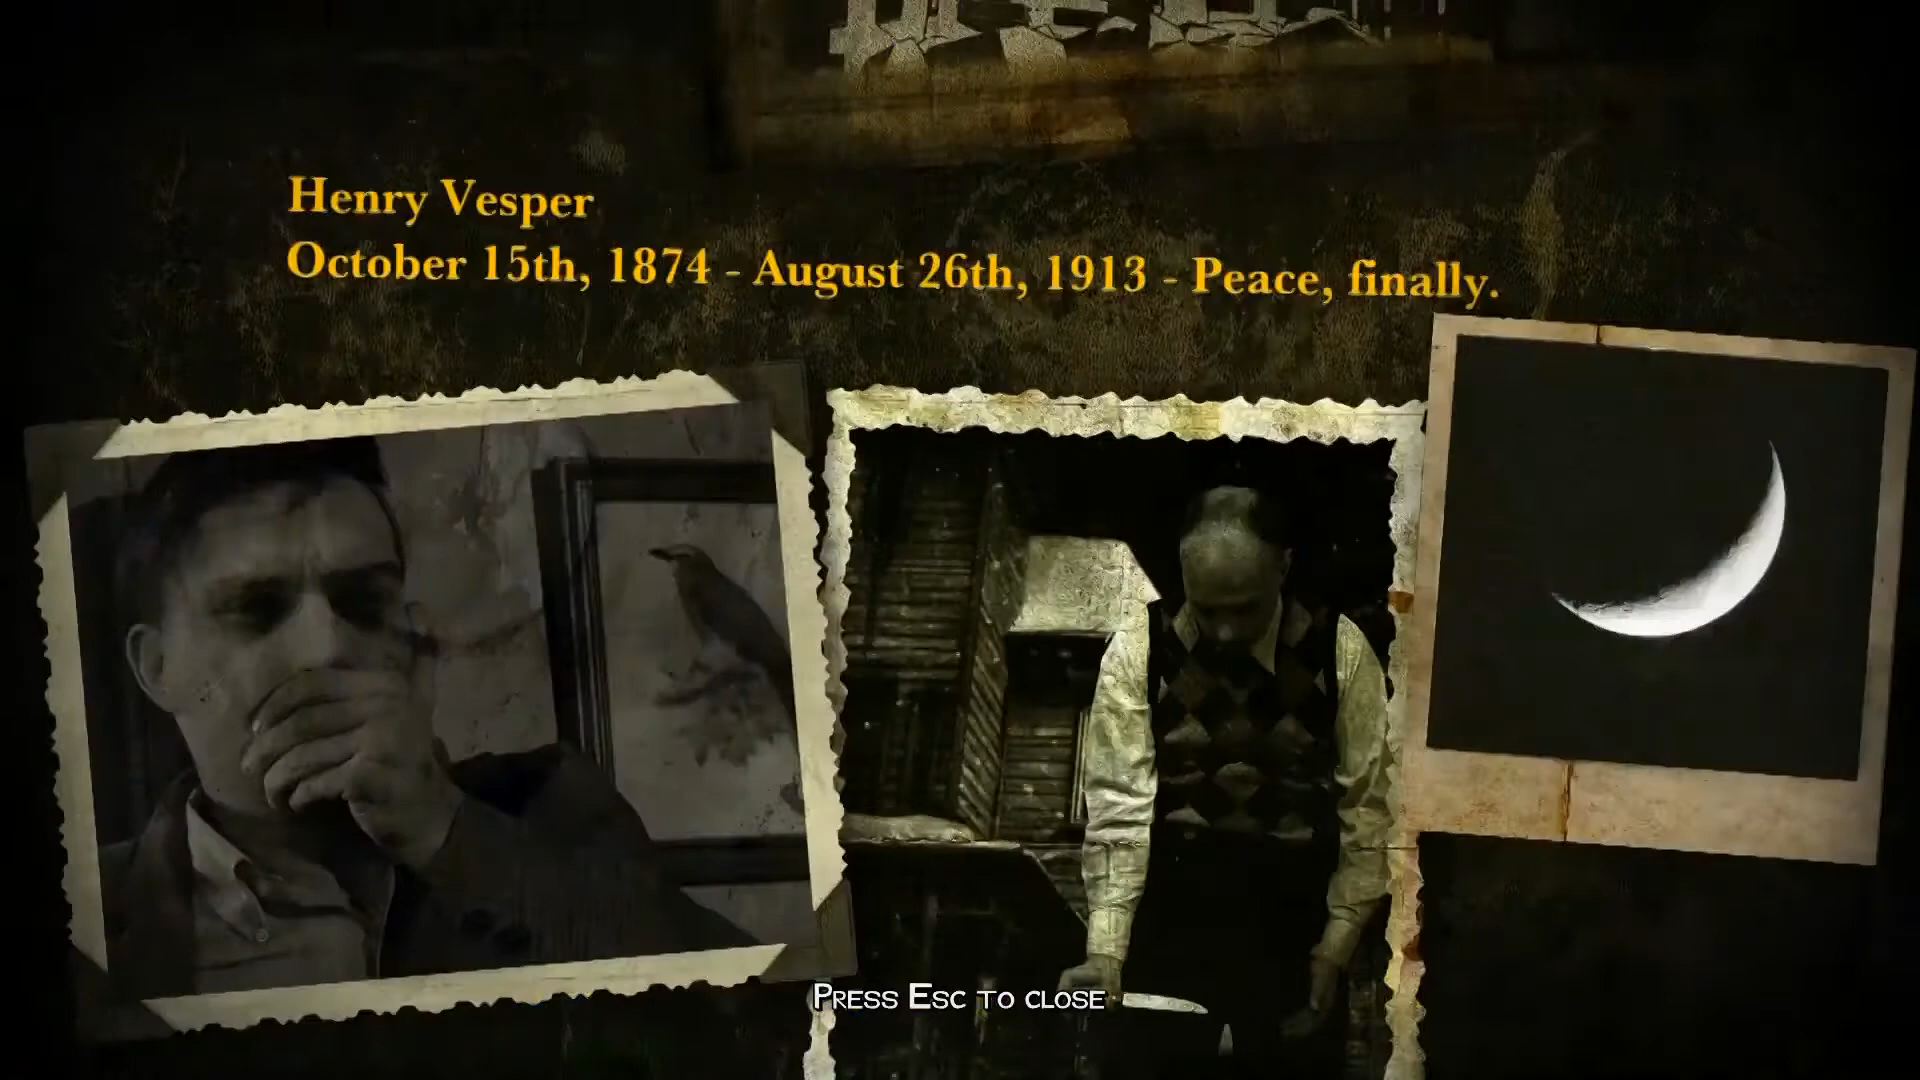 Henry Vesper
October 15th, 1874 - August 26th, 1913 - Peace, finally.
Press Esc to close